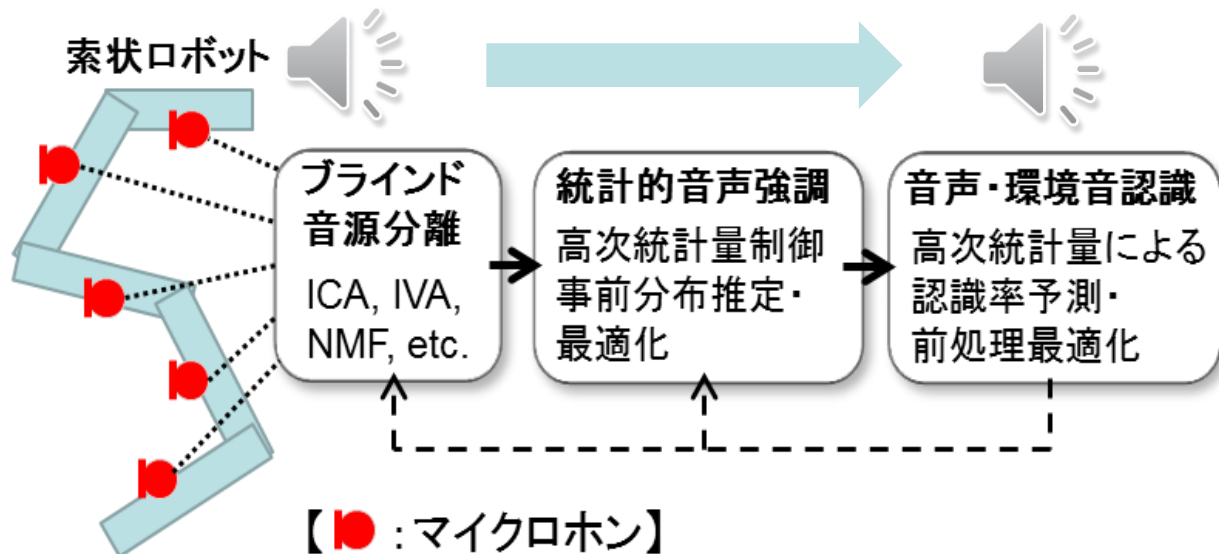 索状ロボット
ブラインド
音源分離
ICA, IVA,
NMF, etc.
統計的音声強調
高次統計量制御
事前分布推定・
最適化
音声・環境音認識
高次統計量による
認識率予測・
前処理最適化
【 :マイクロホン】